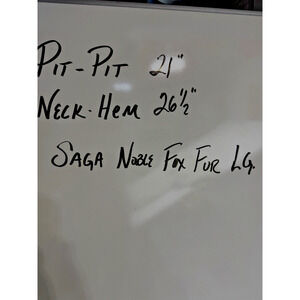 PIT-PIT 21"
NECK-HEM 26½"
SAGA NOBLE FOX FUR LG.